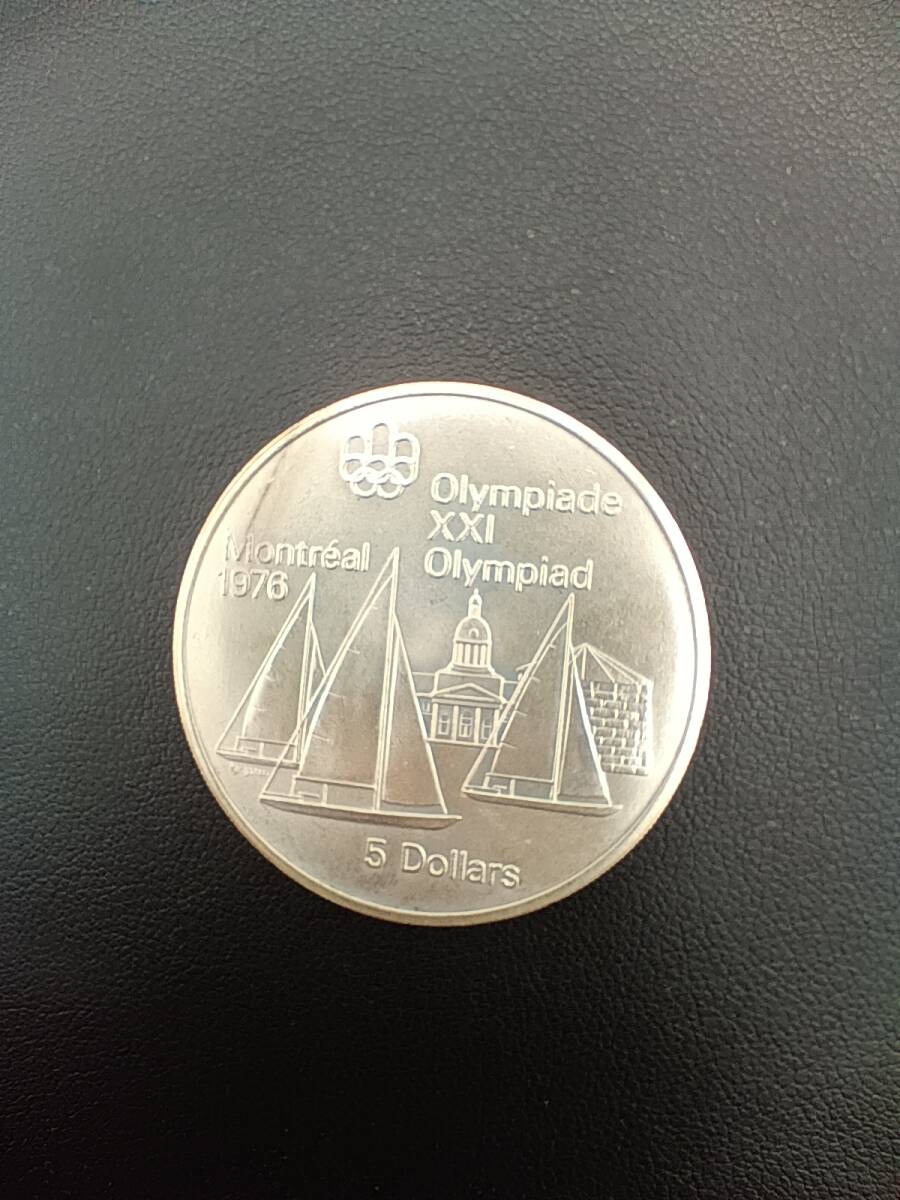 Olympiade
XXI
Olympiad
Montréal
1976
5 Dollars